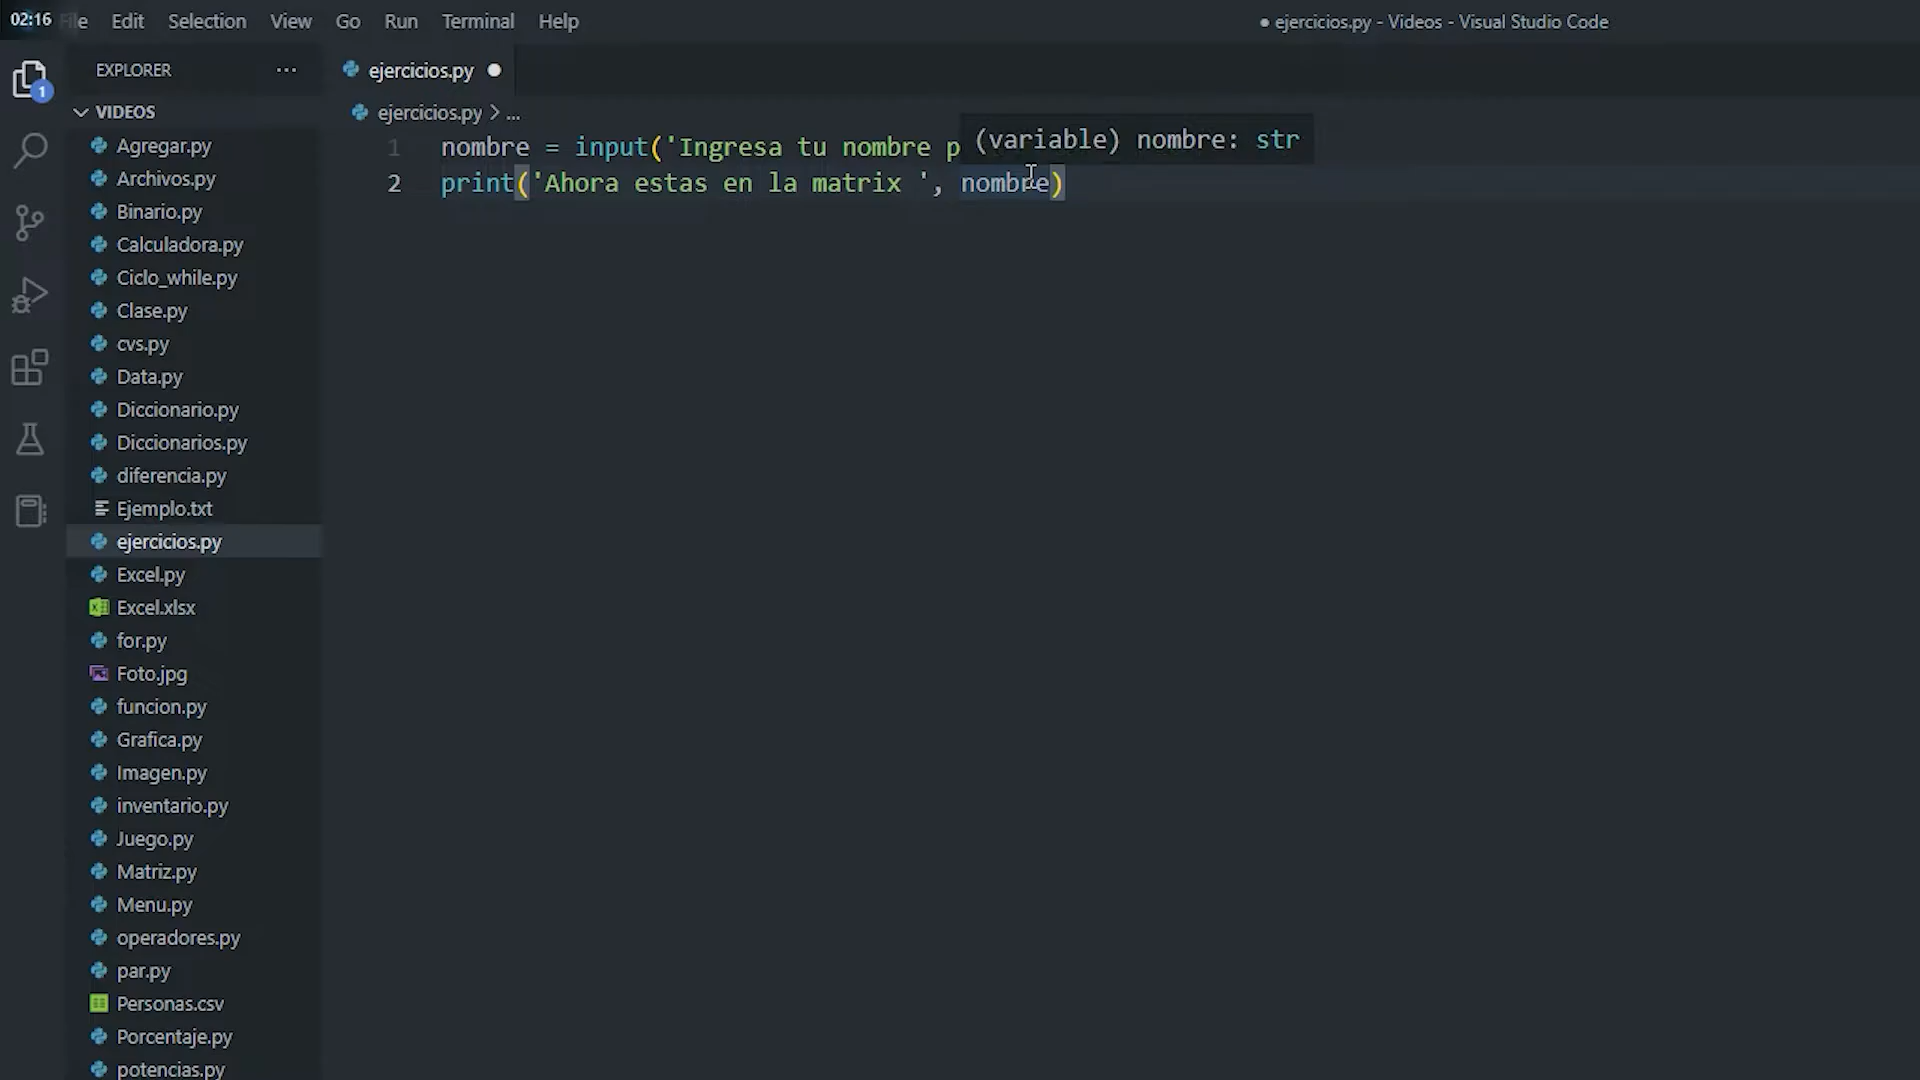 02:16 File Edit Selection View Go Run Terminal Help
● ejercicios.py - Videos - Visual Studio Code
1
EXPLORER ...
VIDEOS
Agregar.py
Archivos.py
Binario.py
Calculadora.py
Ciclo_while.py
Clase.py
cvs.py
Data.py
Diccionario.py
Diccionarios.py
diferencia.py
Ejemplo.txt
ejercicios.py
Excel.py
Excel.xlsx
for.py
Foto.jpg
funcion.py
Grafica.py
Imagen.py
inventario.py
Juego.py
Matriz.py
Menu.py
operadores.py
par.py
Personas.csv
Porcentaje.py
potencias.py
ejercicios.py ●
ejercicios.py > ...
1 nombre = input('Ingresa tu nombre p
(variable) nombre: str
2 print('Ahora estas en la matrix ', nombre)